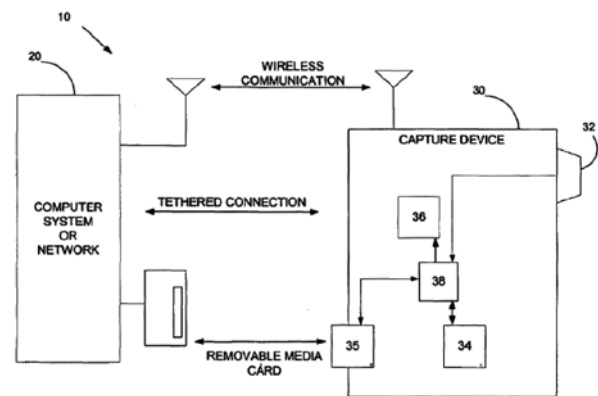 10
20
WIRELESS
COMMUNICATION
30
32
CAPTURE DEVICE
COMPUTER
SYSTEM
OR
NETWORK
TETHERED CONNECTION
36
38
35
34
REMOVABLE MEDIA
CARD